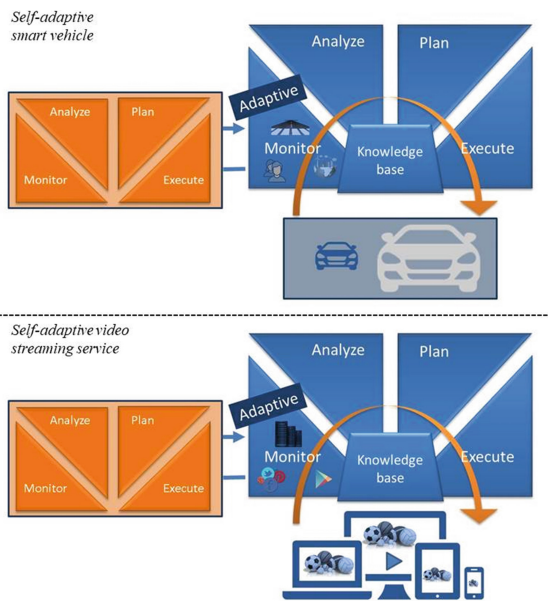 Self-adaptive
smart vehicle
Analyze
Plan
Monitor
Execute
Adaptive
Analyze
Plan
Monitor
Knowledge
base
Execute
Self-adaptive video
streaming service
Analyze
Plan
Monitor
Execute
Adaptive
Analyze
Plan
Monitor
Knowledge
base
Execute